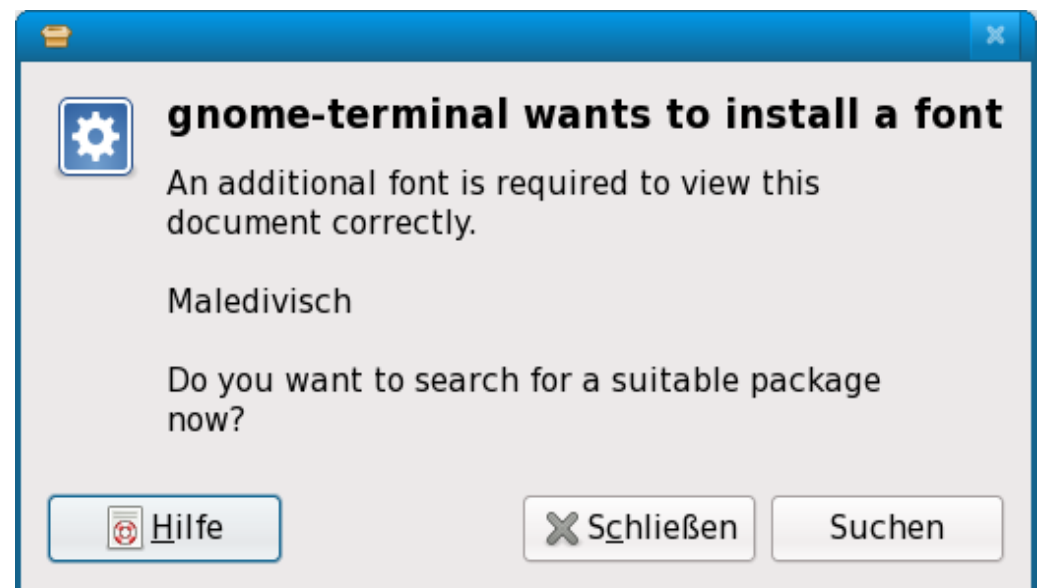 gnome-terminal wants to install a font
An additional font is required to view this
document correctly.
Maledivisch
Do you want to search for a suitable package
now?
Hilfe
Schließen
Suchen